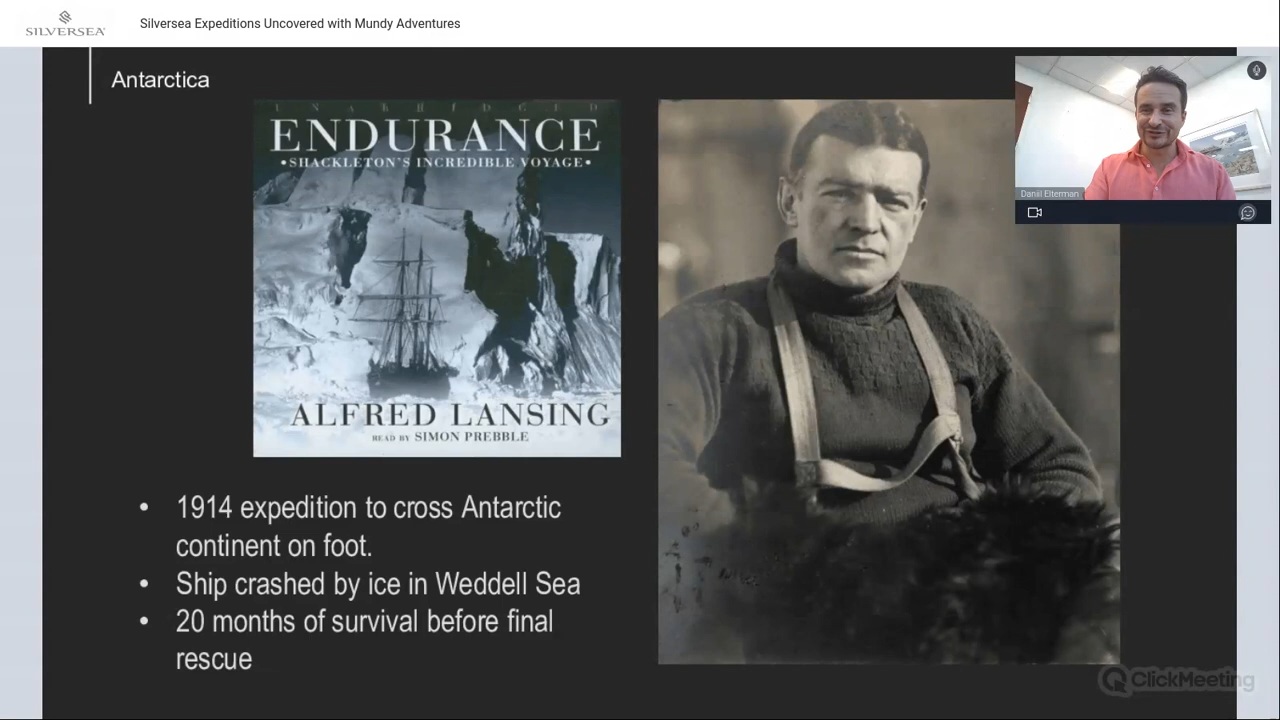 SILVERSEA
Silversea Expeditions Uncovered with Mundy Adventures
Antarctica
UNABRIDGED
ENDURANCE
•SHACKLETON'S INCREDIBLE VOYAGE•
ALFRED LANSING
READ BY SIMON PREBBLE
Daniil Elterman
• 1914 expedition to cross Antarctic
continent on foot.
• Ship crashed by ice in Weddell Sea
• 20 months of survival before final
rescue
ClickMeeting